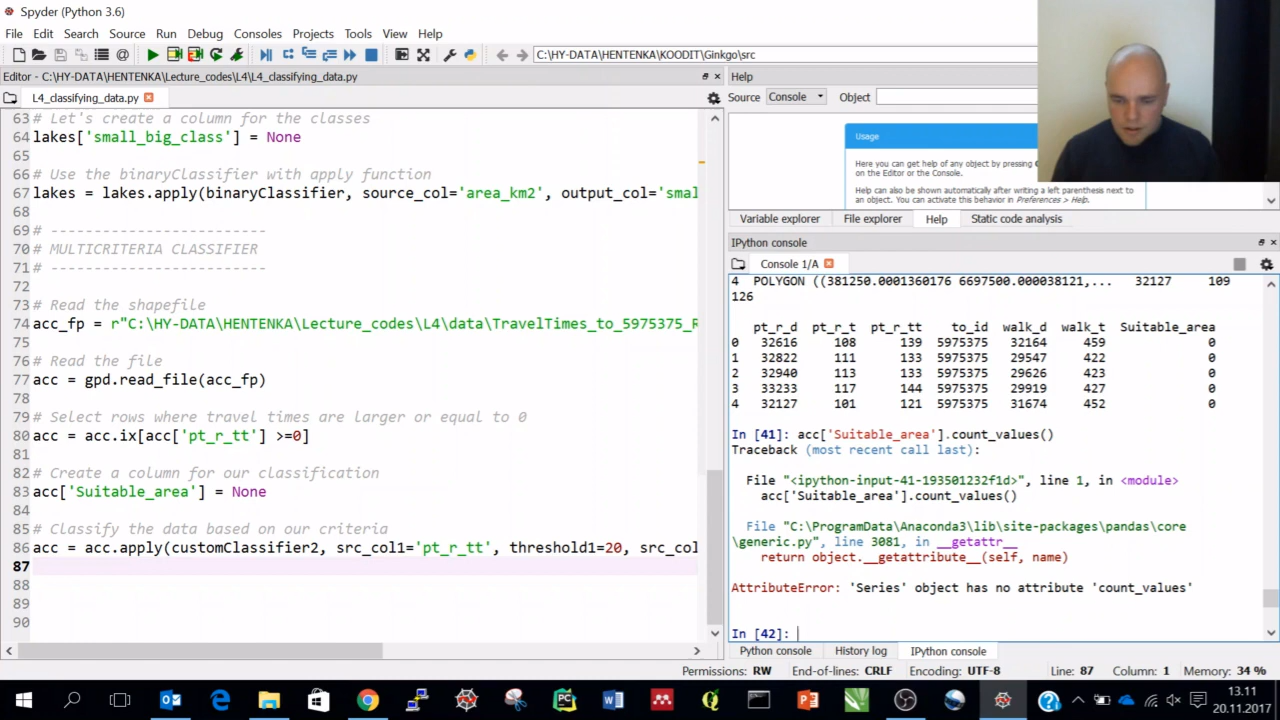 Spyder (Python 3.6)
File Edit Search Source Run Debug Consoles Projects Tools View Help
C:\HY-DATA\HENTENKA\KOODIT\Ginkgo\src
Editor - C:\HY-DATA\HENTENKA\Lecture_codes\L4\L4_classifying_data.py
L4_classifying_data.py
63 # Let's create a column for the classes
64 lakes['small_big_class'] = None
65
66 # Use the binaryClassifier with apply function
67 lakes = lakes.apply(binaryClassifier, source_col='area_km2', output_col='smal
68
69 # -------------------------
70 # MULTICRITERIA CLASSIFIER
71 # -------------------------
72
73 # Read the shapefile
74 acc_fp = r"C:\HY-DATA\HENTENKA\Lecture_codes\L4\data\TravelTimes_to_5975375_R
75
76 # Read the file
77 acc = gpd.read_file(acc_fp)
78
79 # Select rows where travel times are larger or equal to 0
80 acc = acc.ix[acc['pt_r_tt'] >=0]
81
82 # Create a column for our classification
83 acc['Suitable_area'] = None
84
85 # Classify the data based on our criteria
86 acc = acc.apply(customClassifier2, src_col1='pt_r_tt', threshold1=20, src_col
87
88
89
90
Help
Source Console Object
Usage
Here you can get help of any object by pressing
on the Editor or the Console.
Help can also be shown automatically after writing a left parenthesis next to
an object. You can activate this behavior in Preferences > Help.
Variable explorer File explorer Help Static code analysis
IPython console
Console 1/A
4 POLYGON ((381250.0001360176 6697500.000038121,... 32127 109
126
pt_r_d pt_r_t pt_r_tt to_id walk_d walk_t Suitable_area
0 32616 108 139 5975375 32164 459 0
1 32822 111 133 5975375 29547 422 0
2 32940 113 133 5975375 29626 423 0
3 33233 117 144 5975375 29919 427 0
4 32127 101 121 5975375 31674 452 0
In [41]: acc['Suitable_area'].count_values()
Traceback (most recent call last):
File "<ipython-input-41-193501232f1d>", line 1, in <module>
acc['Suitable_area'].count_values()
File "C:\ProgramData\Anaconda3\lib\site-packages\pandas\core
\generic.py", line 3081, in __getattr__
return object.__getattribute__(self, name)
AttributeError: 'Series' object has no attribute 'count_values'
In [42]:
Python console History log IPython console
Permissions: RW End-of-lines: CRLF Encoding: UTF-8 Line: 87 Column: 1 Memory: 34 %
13.11
20.11.2017